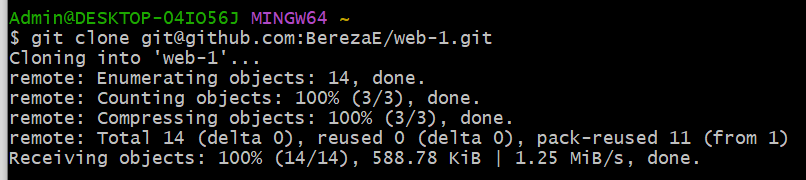 Admin@DESKTOP-O4IO56J MINGW64 ~
$ git clone git@github.com:BerezaE/web-1.git
Cloning into 'web-1'...
remote: Enumerating objects: 14, done.
remote: Counting objects: 100% (3/3), done.
remote: Compressing objects: 100% (3/3), done.
remote: Total 14 (delta 0), reused 0 (delta 0), pack-reused 11 (from 1)
Receiving objects: 100% (14/14), 588.78 KiB | 1.25 MiB/s, done.